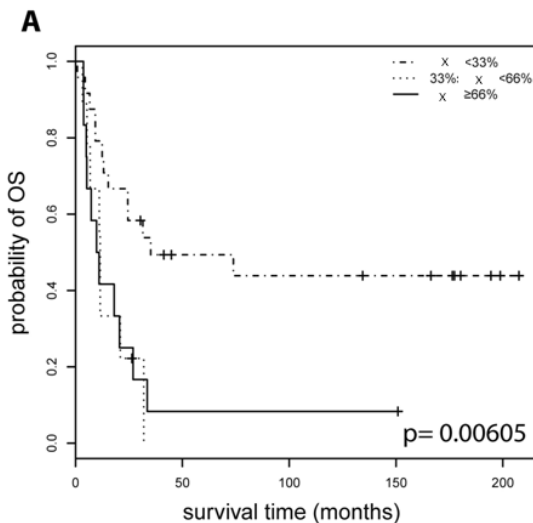 A
X <33%
33%: X <66%
X ≥66%
probability of OS
1.0
0.8
0.6
0.4
0.2
0.0
p= 0.00605
0 50 100 150 200
survival time (months)